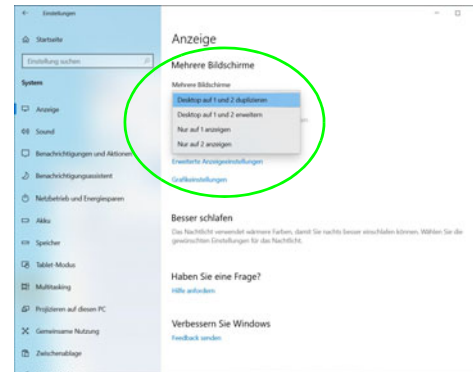 Einstellungen
Startseite
Einstellung suchen
System
Anzeige
Sound
Benachrichtigungen und Aktionen
Benachrichtigungsassistent
Netzbetrieb und Energiesparen
Akku
Speicher
Tablet-Modus
Multitasking
Projizieren auf diesen PC
Gemeinsame Nutzung
Zwischenablage
Anzeige
Mehrere Bildschirme
Mehrere Bildschirme
Desktop auf 1 und 2 duplizieren
Desktop auf 1 und 2 erweitern
Nur auf 1 anzeigen
Nur auf 2 anzeigen
Erweiterte Anzeigeeinstellungen
Grafikeinstellungen
Besser schlafen
Das Nachtlicht verwendet wärmere Farben, damit Sie nachts besser einschlafen können. Wählen Sie die
gewünschten Einstellungen für das Nachtlicht.
Haben Sie eine Frage?
Hilfe anfordern
Verbessern Sie Windows
Feedback senden